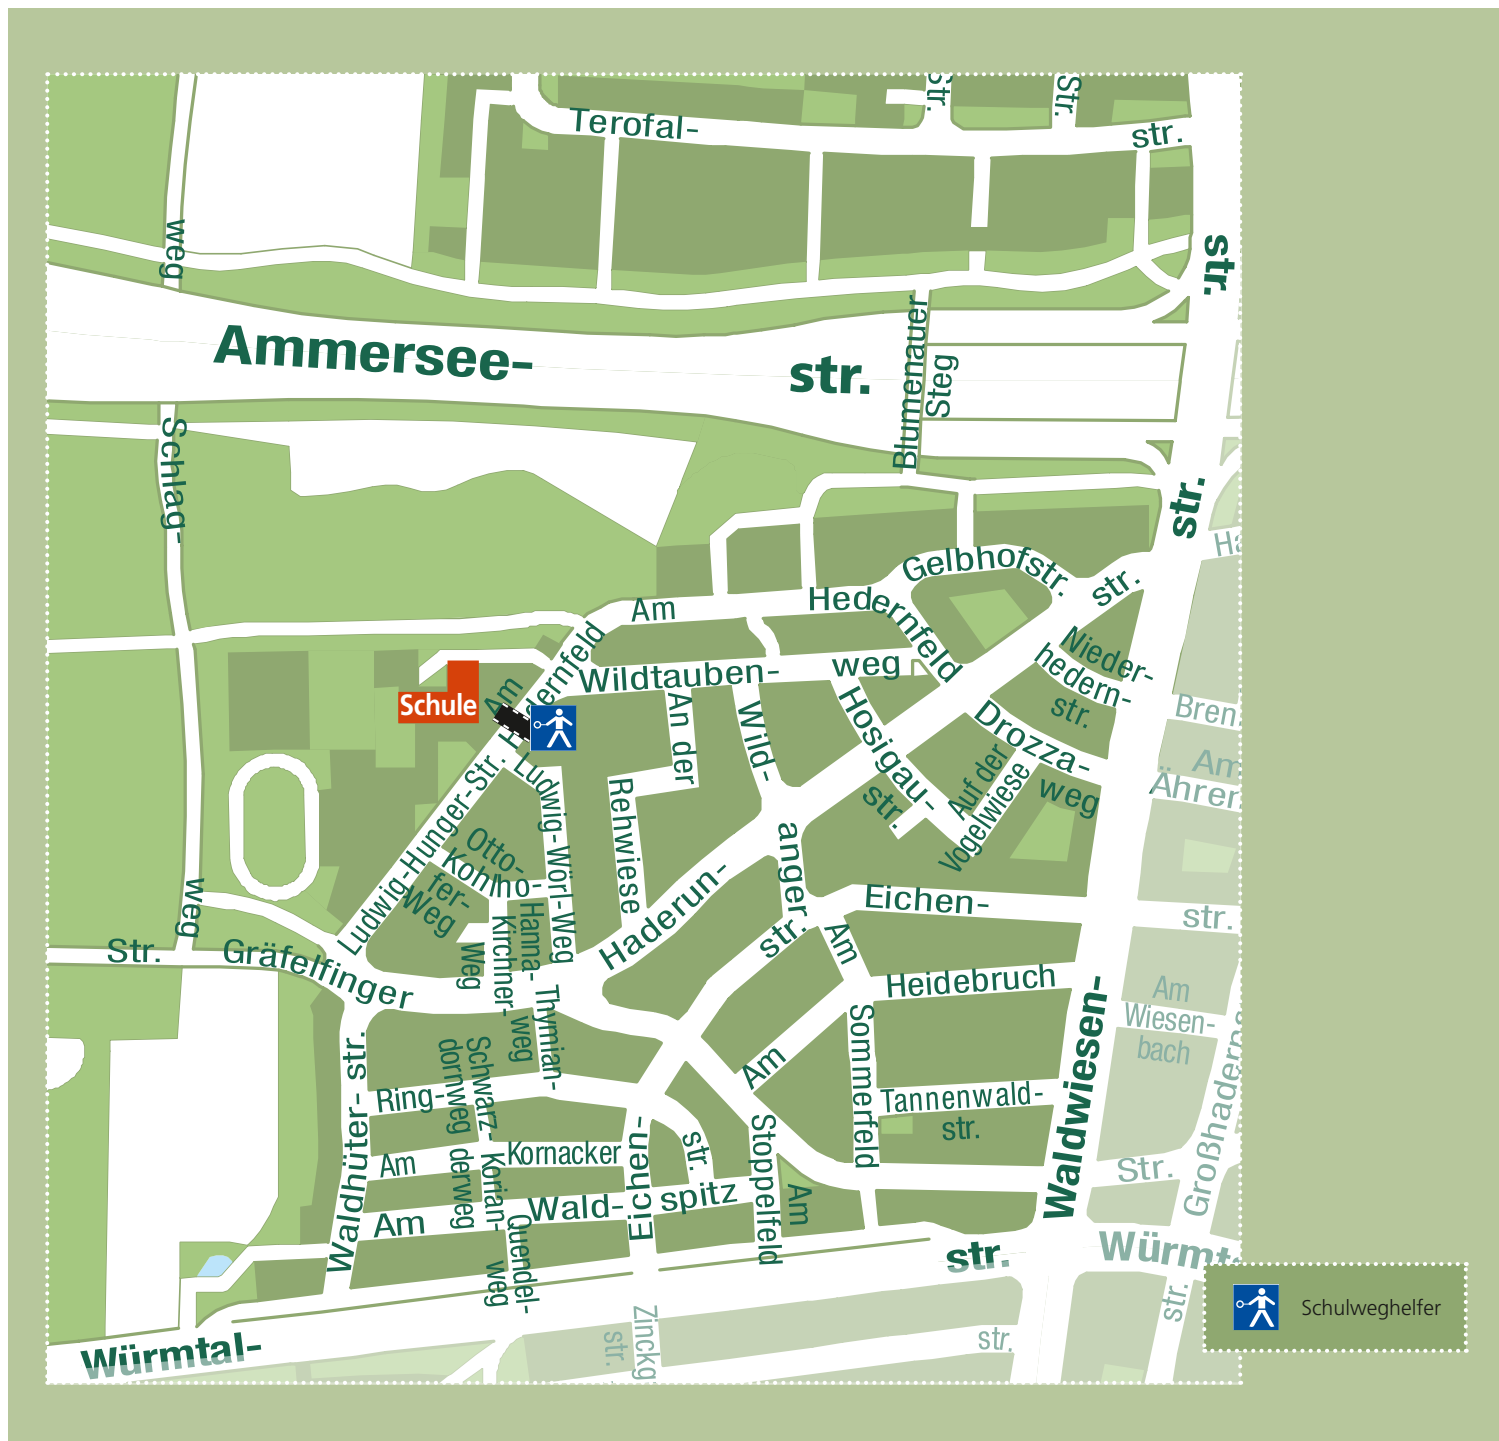 Str.
Str.
Terofal-
str.
weg
str.
Ammersee-
str.
Blumenauer
Steg
Schlag-
str.
Gelbhofstr.
str.
Am
Hedernfeld
Nieder-
hedern-
str.
Am
Hedernfeld
Wildtauben-
weg
Schule
An der
Wild-
Hosigau-
str.
Drozza-
weg
Bren
Am
Ährer
Auf der
Vogelwiese
Ludwig-Hunger-Str.
Ludwig-Wörl-Weg
Rehwiese
Otto-
Kohlho-
fer-
Weg
anger
Haderun-
weg
Eichen-
str.
str.
Str.
Gräfelfinger
Weg
Hanna-
Kirchner-
weg
Am
Heidebruch
Am
Wiesen-
bach
Thymian-
Waldhüter-
str.
Schwarz-
dornweg
Ring-
str.
Am
Sommerfeld
Tannenwald-
str.
Waldwiesen-
Großhaderns
Am
Kornacker
Korian-
derweg
Eichen-
Am
Stoppelfeld
Str.
Am
Wald-
spitz
Quendel-
weg
str.
Würmt
str.
Schulweghelfer
Würmtal-
Zinckg
str.
str.